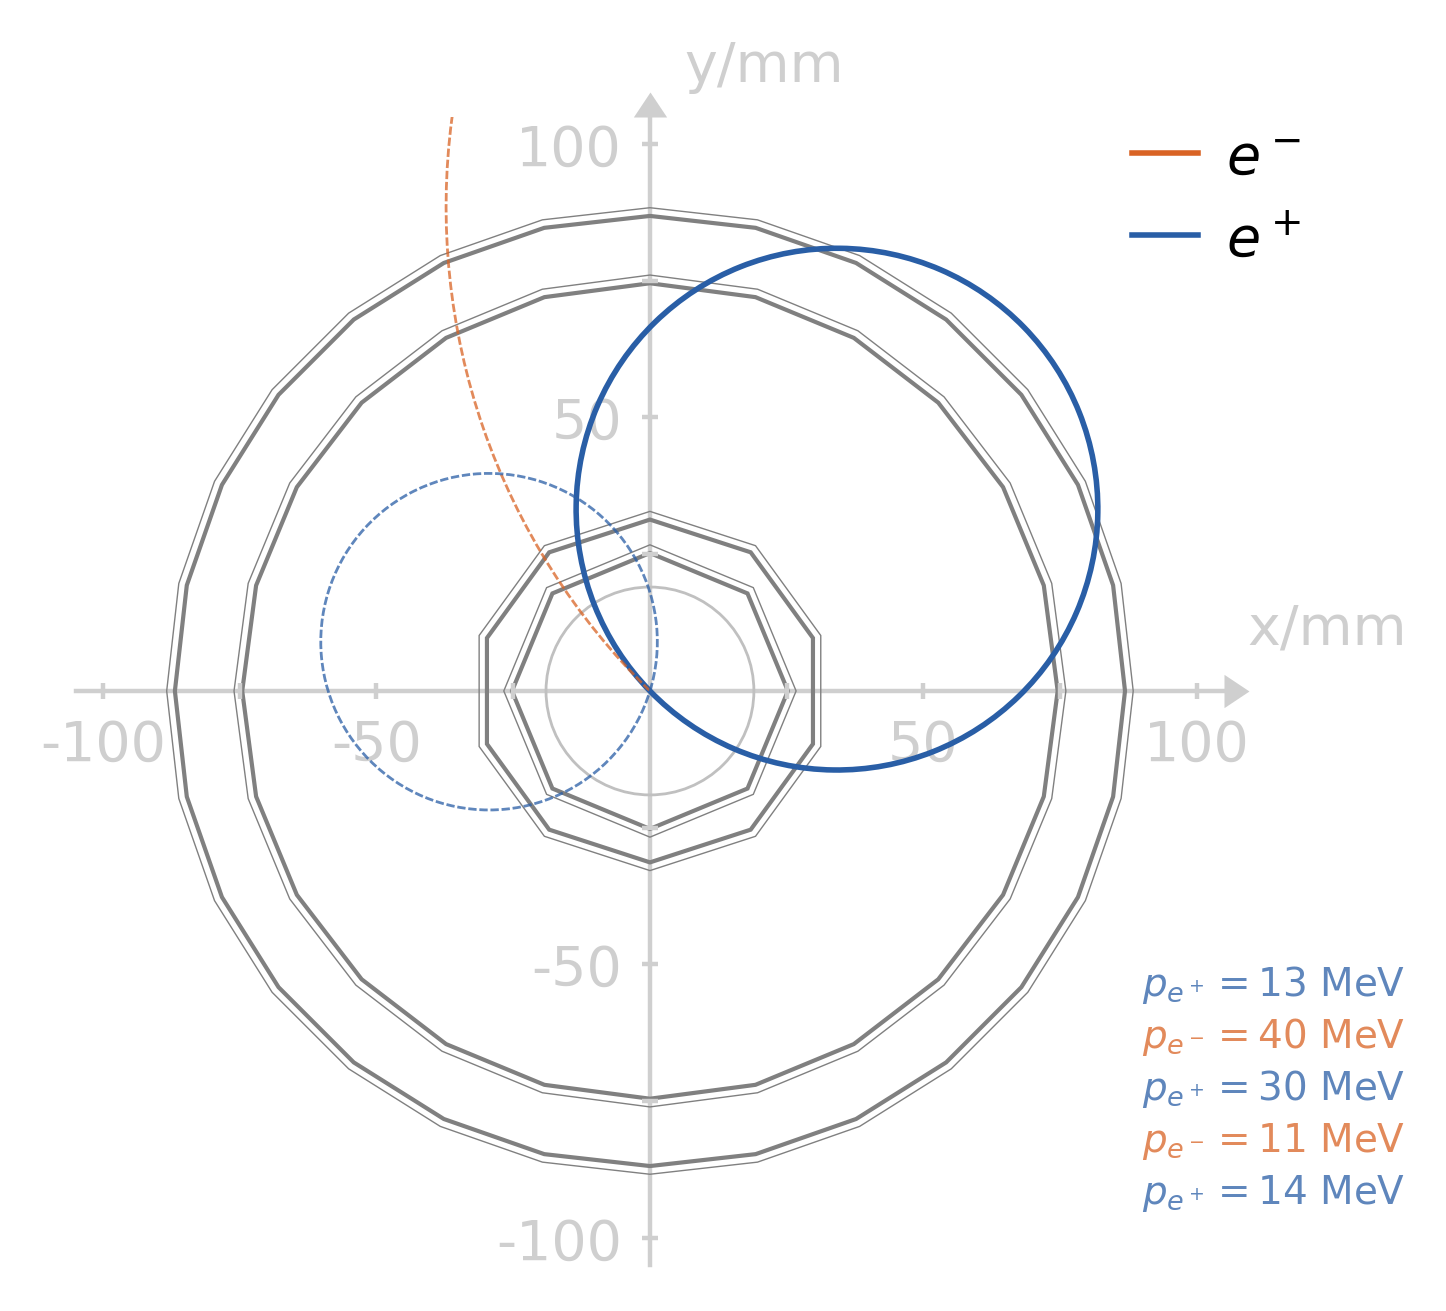 y/mm
100
e⁻
e⁺
50
x/mm
-100 -50 50 100
-50
p_{e⁺} = 13 MeV
p_{e⁻} = 40 MeV
p_{e⁺} = 30 MeV
p_{e⁻} = 11 MeV
p_{e⁺} = 14 MeV
-100